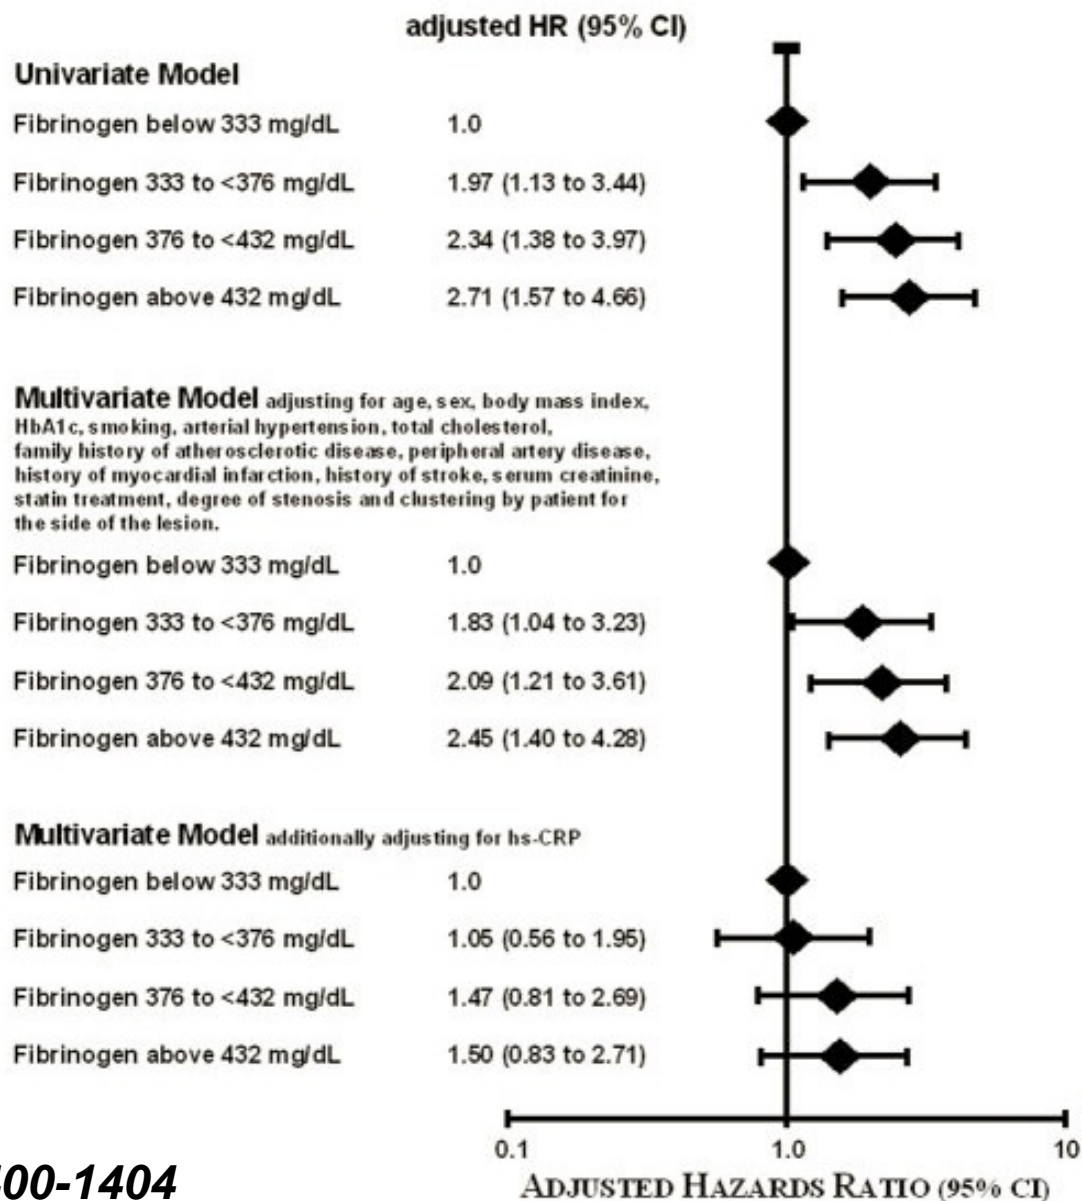 adjusted HR (95% CI)
Univariate Model
Fibrinogen below 333 mg/dL 1.0
Fibrinogen 333 to <376 mg/dL 1.97 (1.13 to 3.44)
Fibrinogen 376 to <432 mg/dL 2.34 (1.38 to 3.97)
Fibrinogen above 432 mg/dL 2.71 (1.57 to 4.66)
Multivariate Model adjusting for age, sex, body mass index,
HbA1c, smoking, arterial hypertension, total cholesterol,
family history of atherosclerotic disease, peripheral artery disease,
history of myocardial infarction, history of stroke, serum creatinine,
statin treatment, degree of stenosis and clustering by patient for
the side of the lesion.
Fibrinogen below 333 mg/dL 1.0
Fibrinogen 333 to <376 mg/dL 1.83 (1.04 to 3.23)
Fibrinogen 376 to <432 mg/dL 2.09 (1.21 to 3.61)
Fibrinogen above 432 mg/dL 2.45 (1.40 to 4.28)
Multivariate Model additionally adjusting for hs-CRP
Fibrinogen below 333 mg/dL 1.0
Fibrinogen 333 to <376 mg/dL 1.05 (0.56 to 1.95)
Fibrinogen 376 to <432 mg/dL 1.47 (0.81 to 2.69)
Fibrinogen above 432 mg/dL 1.50 (0.83 to 2.71)
0.1 1.0 10
ADJUSTED HAZARDS RATIO (95% CI)
00-1404